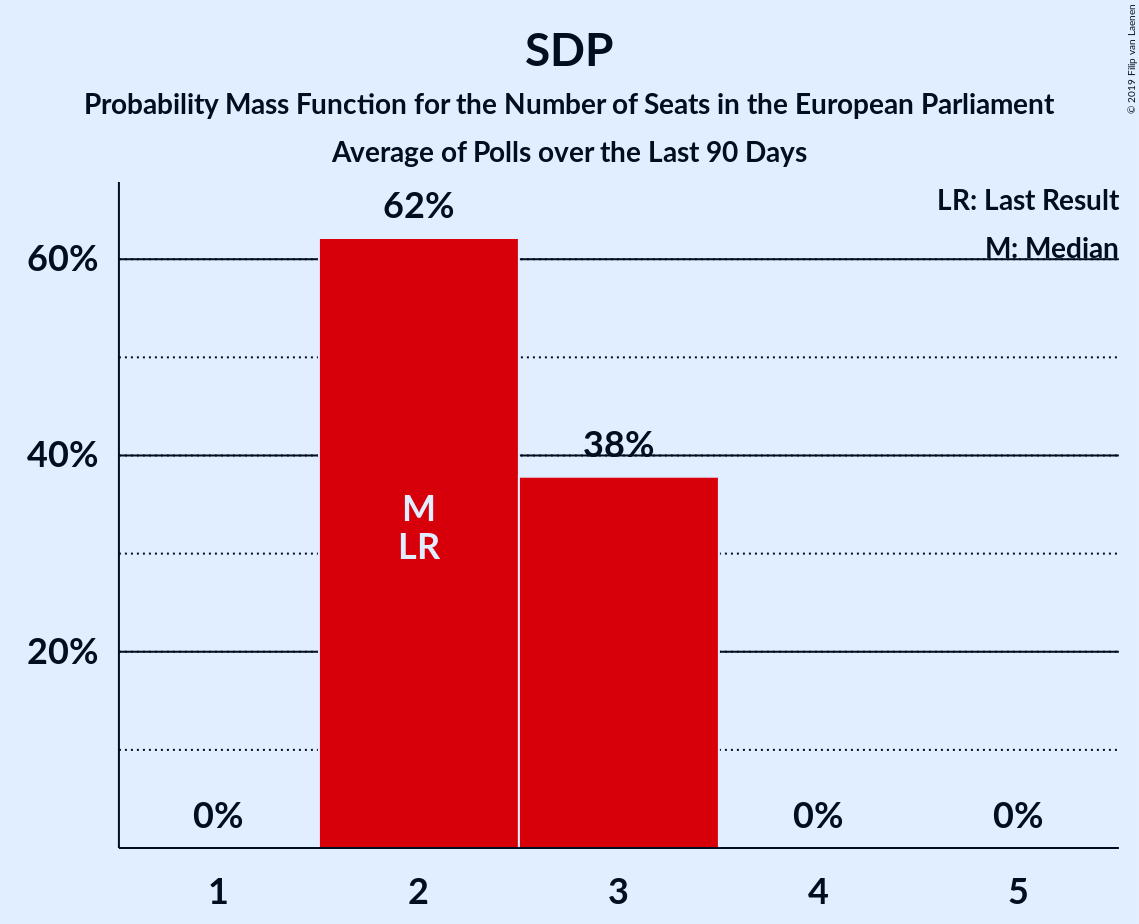 SDP
Probability Mass Function for the Number of Seats in the European Parliament
Average of Polls over the Last 90 Days
© 2019 Filip van Laenen
LR: Last Result
M: Median
62%
60%
38%
40%
M
LR
20%
0%
0%
0%
1
2
3
4
5